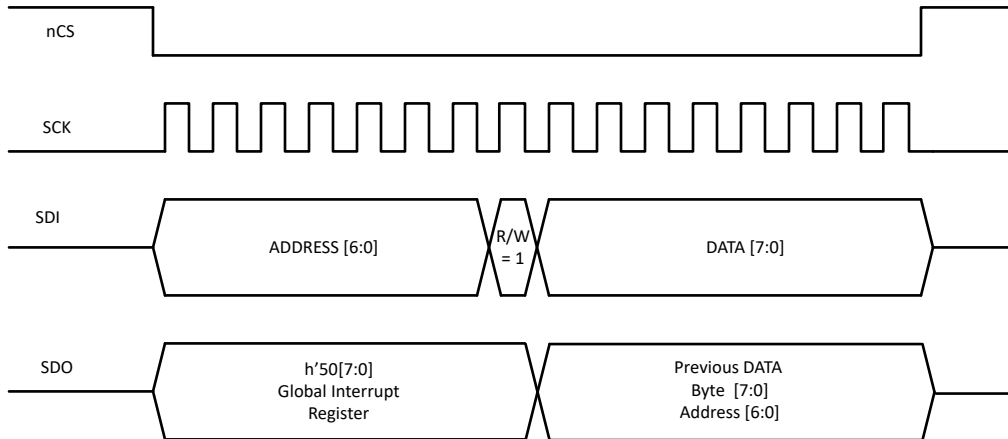 nCS
SCK
SDI
ADDRESS [6:0]
R/W
= 1
DATA [7:0]
SDO
h’50[7:0]
Global Interrupt
Register
Previous DATA
Byte [7:0]
Address [6:0]